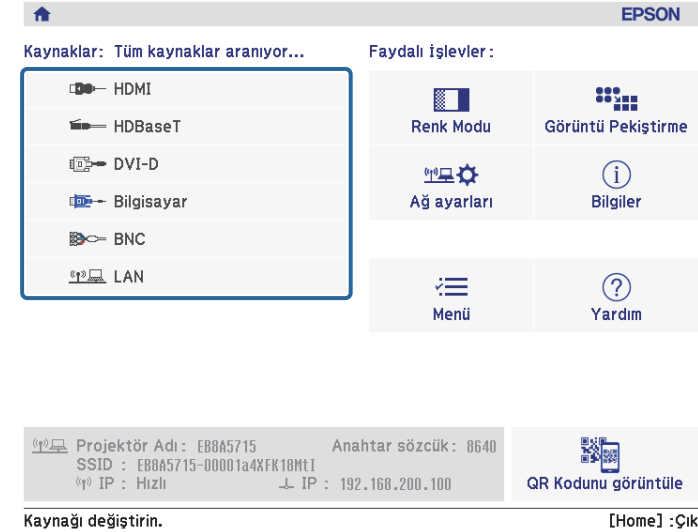 EPSON
Kaynaklar: Tüm kaynaklar aranıyor...
Faydalı İşlevler:
HDMI
HDBaseT
DVI-D
Bilgisayar
BNC
LAN
Renk Modu
Görüntü Pekiştirme
Ağ ayarları
Bilgiler
Menü
Yardım
Projektör Adı: EB8A5715
Anahtar sözcük: 8640
SSID : EB8A5715-00001a4XFK18MtI
IP : Hızlı
IP : 192.168.200.100
QR Kodunu görüntüle
Kaynağı değiştirin.
[Home] :Çık